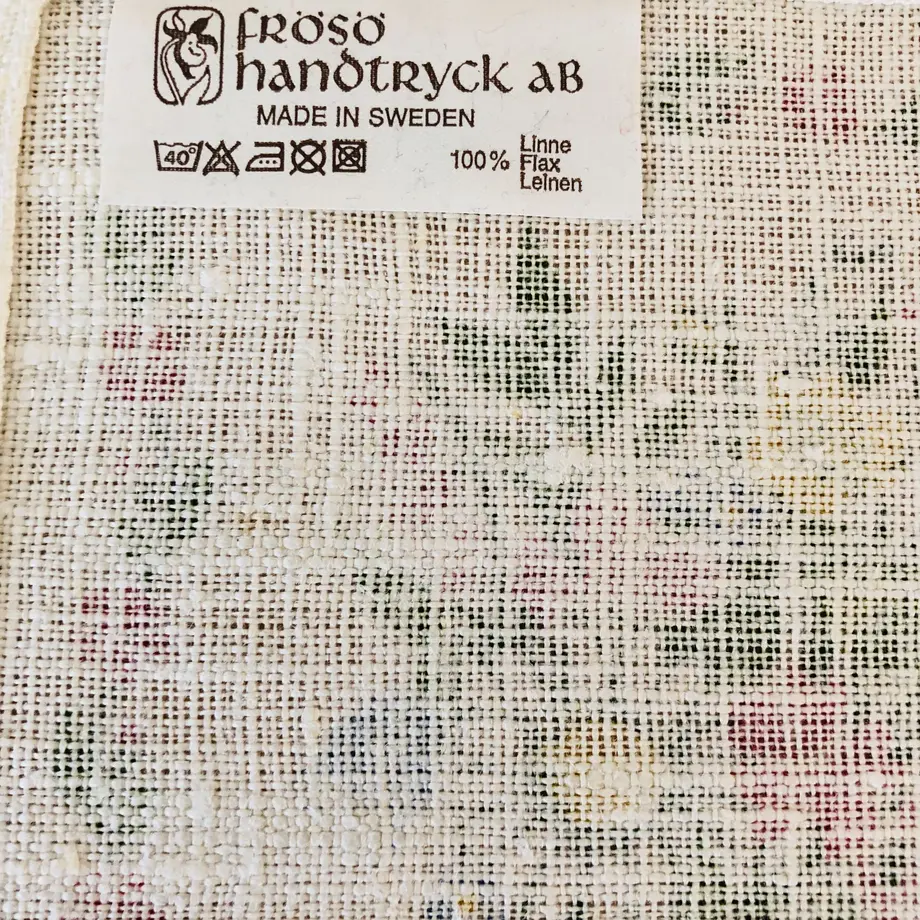 fRÖSÖ
handtRyck aB
MADE IN SWEDEN
40°
100% Linne
Flax
Leinen